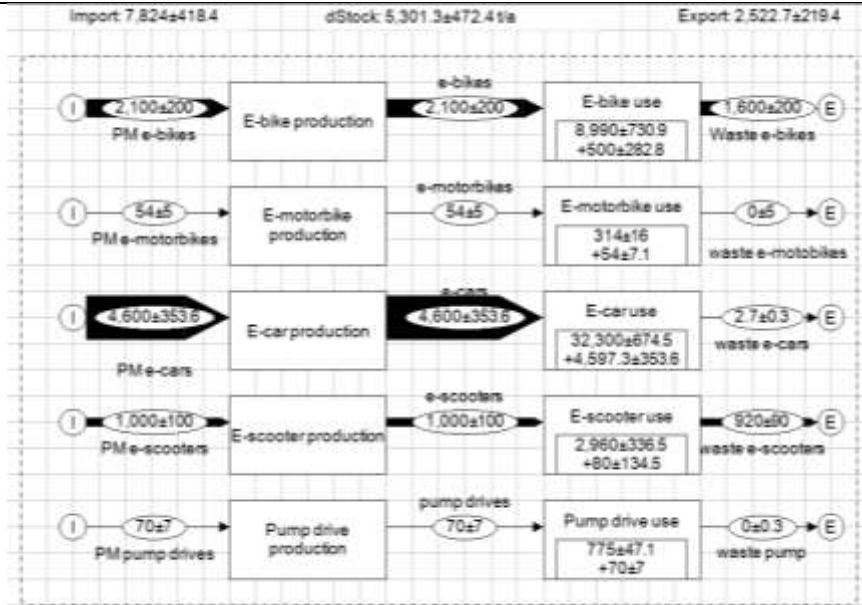 Import: 7,824±418.4 dStock: 5,301.3±472.4 t/a Export: 2,522.7±219.4
e-bikes
I 2,100±200 E-bike production 2,100±200 E-bike use 1,600±200 E
PM e-bikes 8,990±730.9 Waste e-bikes
+500±282.8
e-motorbikes
I 54±5 E-motorbike production 54±5 E-motorbike use 0±5 E
PM e-motorbikes 314±16 waste e-motobikes
+54±7.1
e-cars
I 4,600±353.6 E-car production 4,600±353.6 E-car use 2.7±0.3 E
PM e-cars 32,300±674.5 waste e-cars
+4,597.3±353.6
e-scooters
I 1,000±100 E-scooter production 1,000±100 E-scooter use 920±90 E
PM e-scooters 2,960±336.5 waste e-scooters
+80±134.5
pump drives
I 70±7 Pump drive production 70±7 Pump drive use 0±0.3 E
PM pump drives 775±47.1 waste pump
+70±7